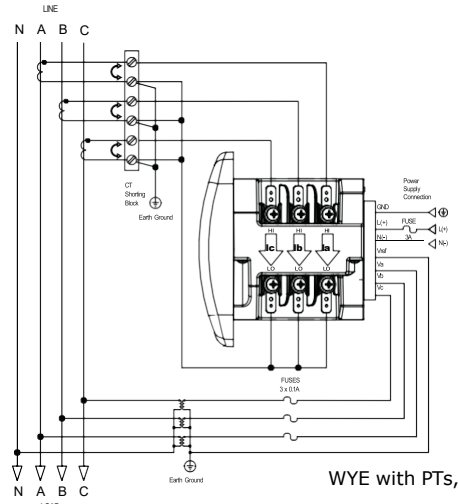 LINE
N A B C
CT
Shorting
Block
Earth Ground
Power
Supply
Connection
GND
L(+)
FUSE
L(+)
N(-)
3A
N(-)
Vref
Va
Vb
Vc
HI HI HI
Ic Ib Ia
LO LO LO
FUSES
3 x 0.1A
Earth Ground
WYE with PTs,
N A B C